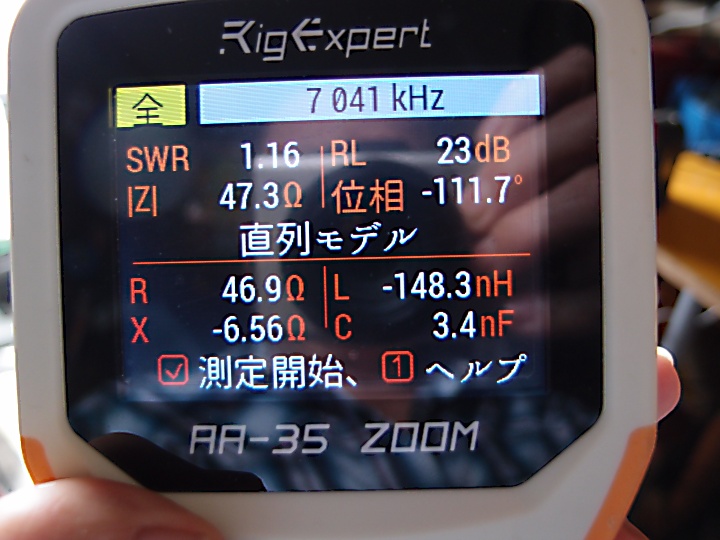 RigExpert
全 7 041 kHz
SWR 1.16 RL 23dB
|Z| 47.3Ω 位相 -111.7°
直列モデル
R 46.9Ω L -148.3nH
X -6.56Ω C 3.4nF
測定開始、 1 ヘルプ
AA-35 ZOOM